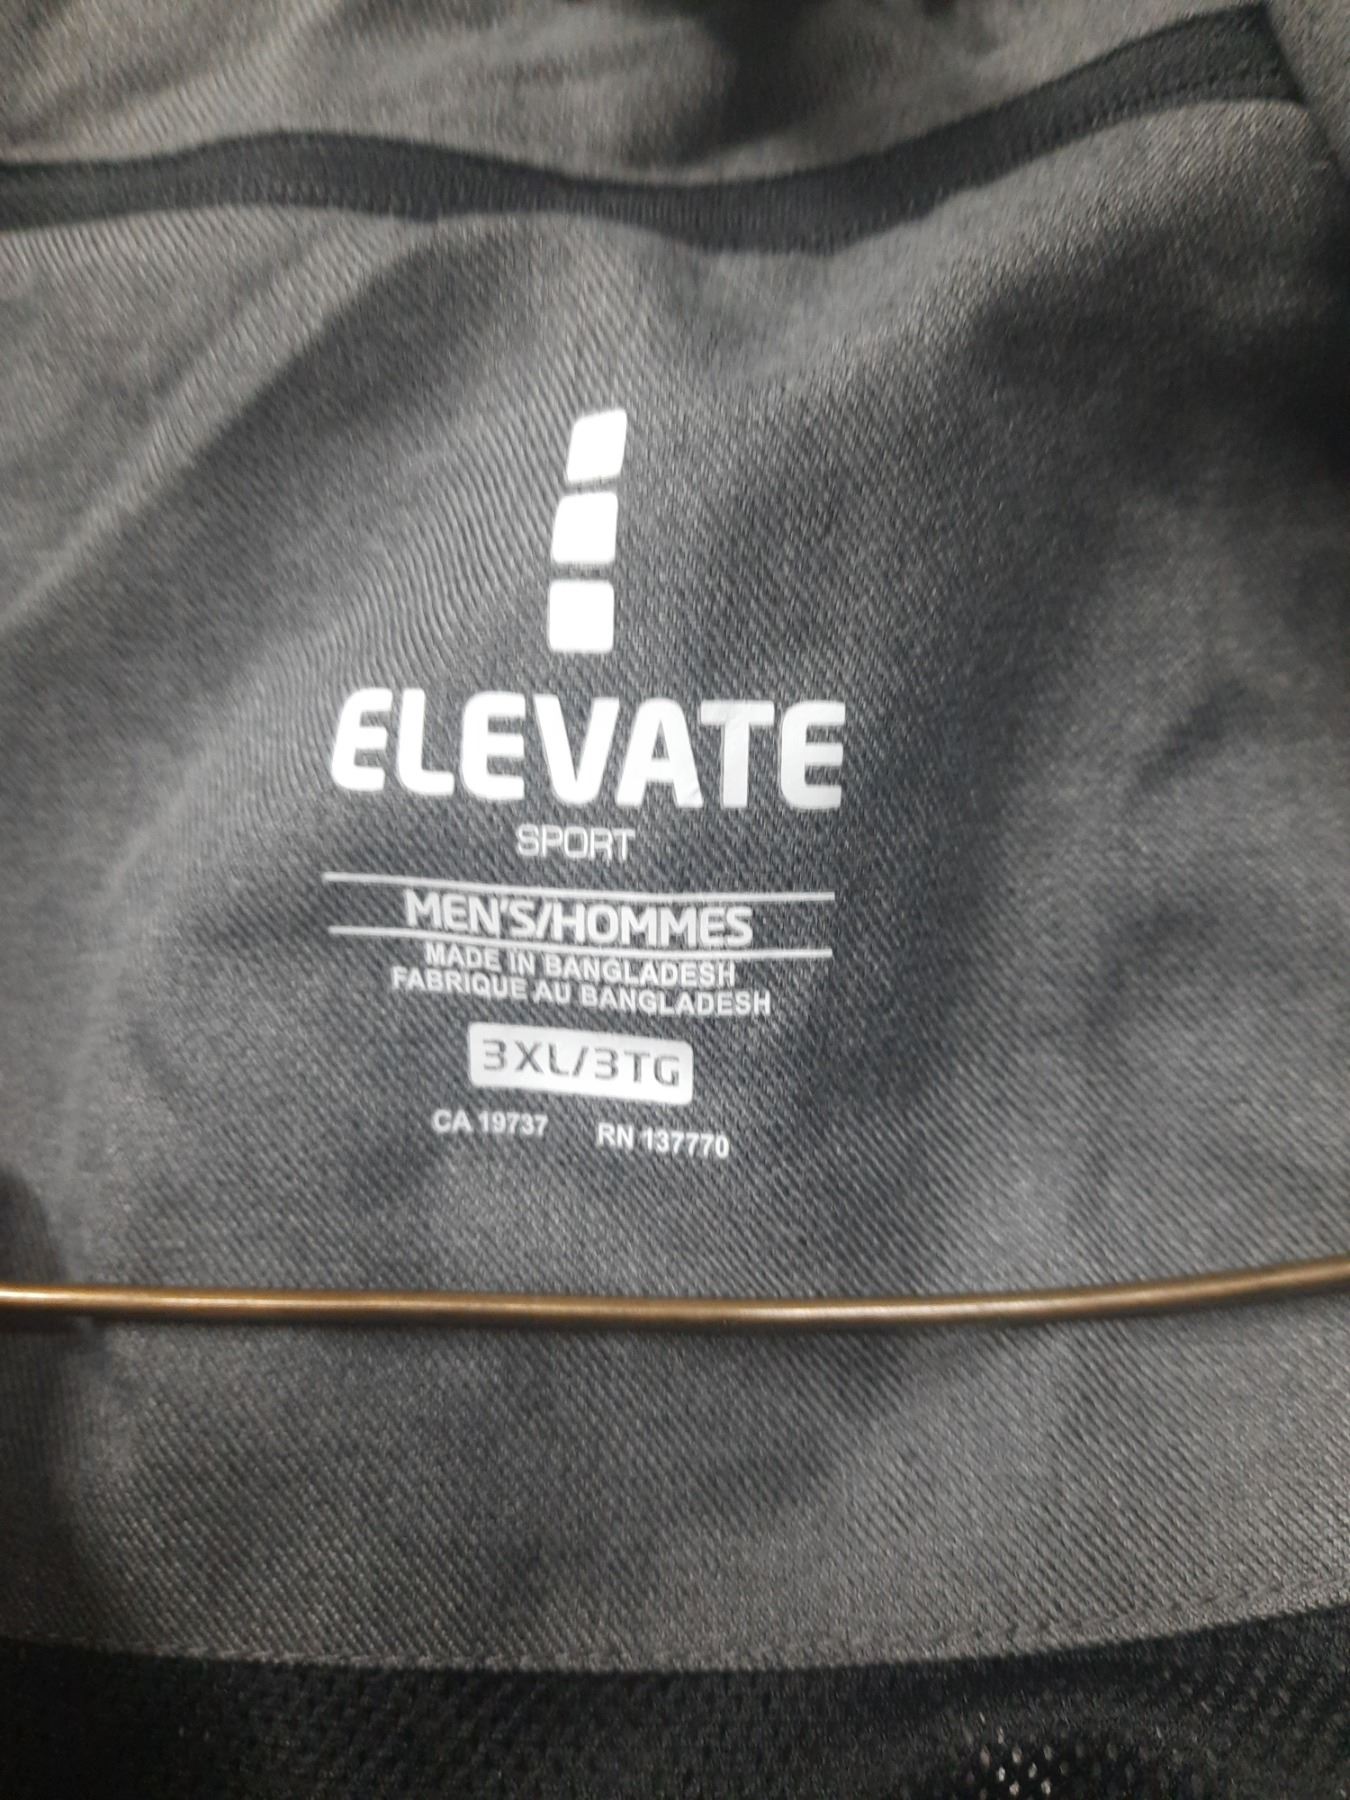 ELEVATE
SPORT
MEN'S/HOMMES
MADE IN BANGLADESH
FABRIQUE AU BANGLADESH
3XL/3TG
CA 19737 RN 137770